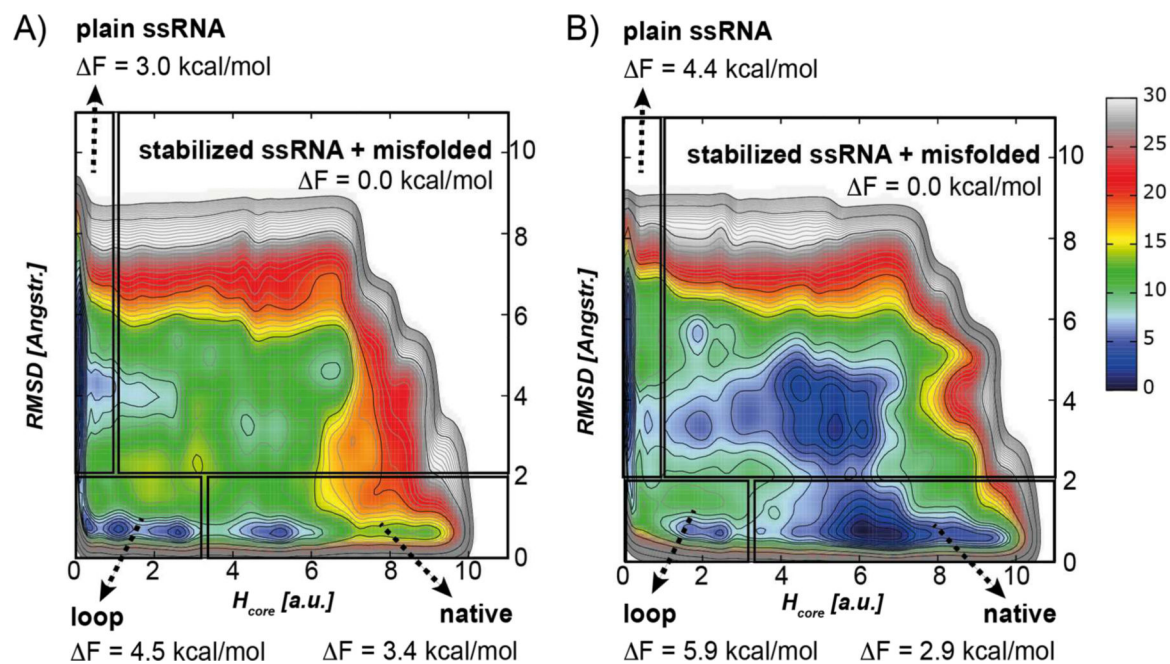 A)
plain ssRNA
ΔF = 3.0 kcal/mol
stabilized ssRNA + misfolded
ΔF = 0.0 kcal/mol
RMSD [Angstr.]
10
8
6
4
2
0
0 2 4 6 8 10
H_core [a.u.]
loop
native
ΔF = 4.5 kcal/mol
ΔF = 3.4 kcal/mol
B)
plain ssRNA
ΔF = 4.4 kcal/mol
stabilized ssRNA + misfolded
ΔF = 0.0 kcal/mol
RMSD [Angstr.]
10
8
6
4
2
0
0 2 4 6 8 10
H_core [a.u.]
loop
native
ΔF = 5.9 kcal/mol
ΔF = 2.9 kcal/mol
30
25
20
15
10
5
0